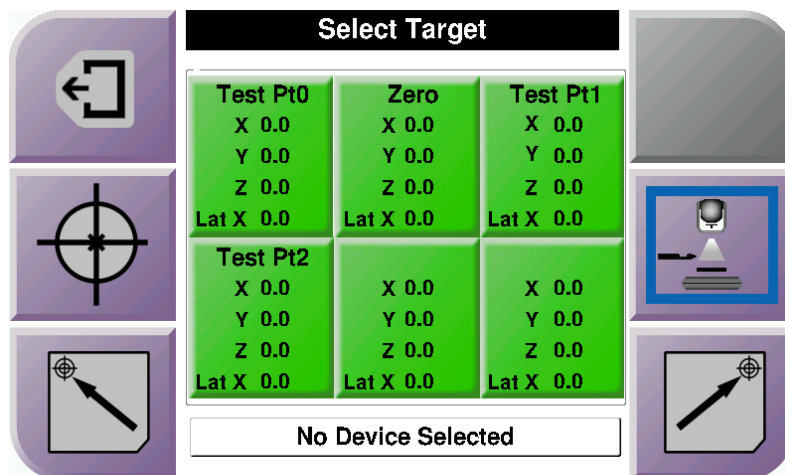 Select Target
Test Pt0 Zero Test Pt1
X 0.0 X 0.0 X 0.0
Y 0.0 Y 0.0 Y 0.0
Z 0.0 Z 0.0 Z 0.0
Lat X 0.0 Lat X 0.0 Lat X 0.0
Test Pt2
X 0.0 X 0.0 X 0.0
Y 0.0 Y 0.0 Y 0.0
Z 0.0 Z 0.0 Z 0.0
Lat X 0.0 Lat X 0.0 Lat X 0.0
No Device Selected